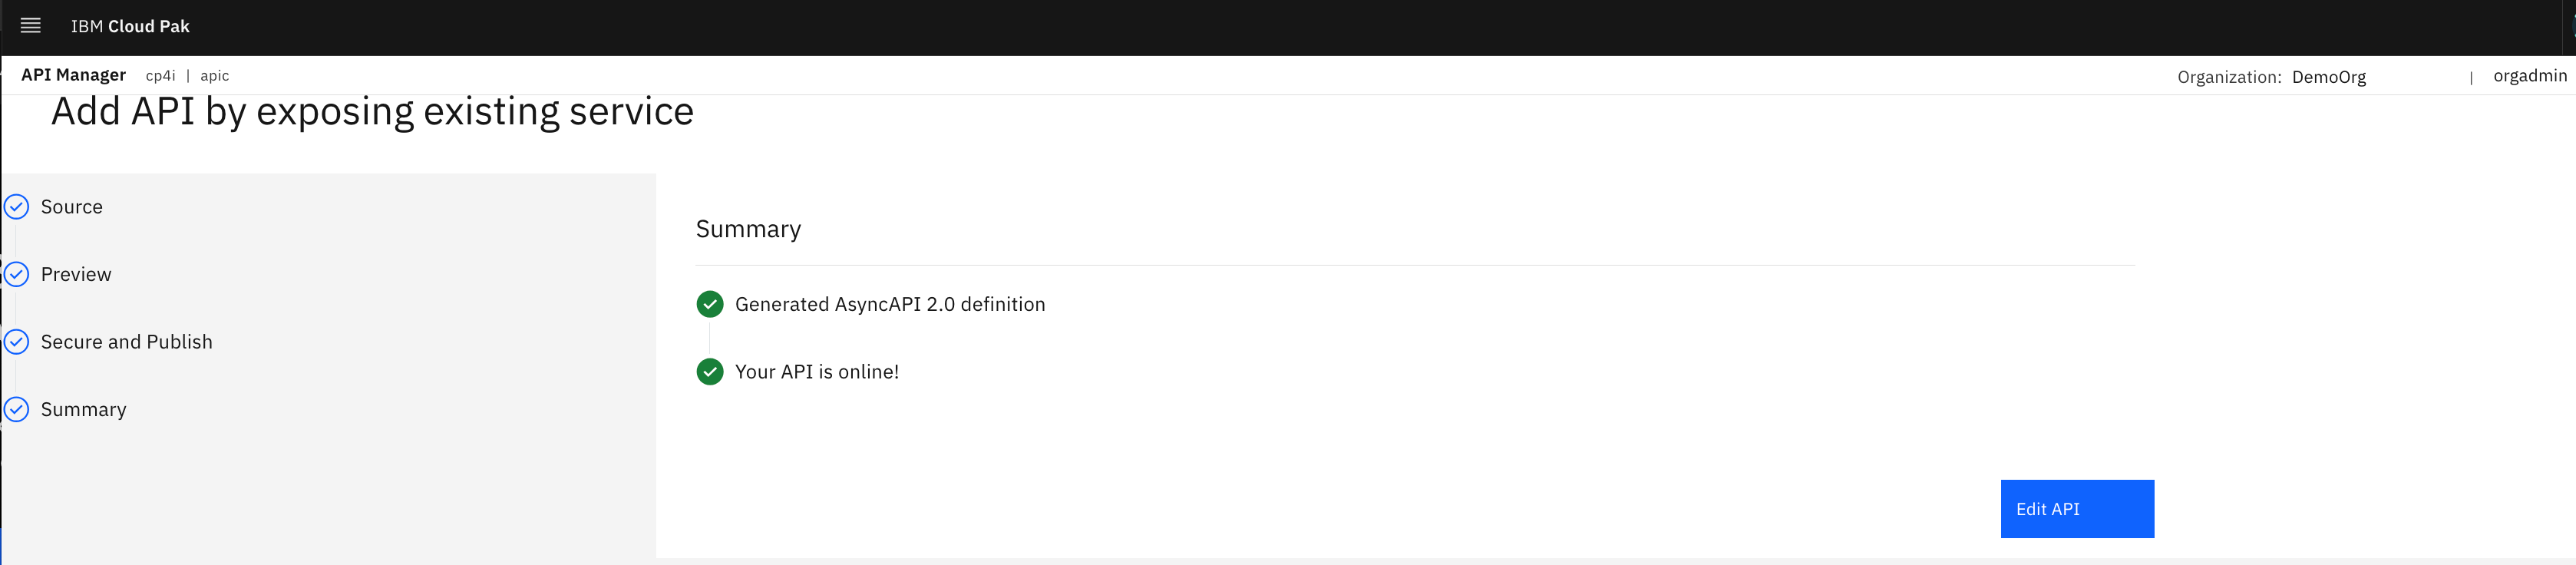 IBM Cloud Pak
API Manager cp4i | apic
Organization: DemoOrg | orgadmin
Add API by exposing existing service
Source
Preview
Secure and Publish
Summary
Summary
Generated AsyncAPI 2.0 definition
Your API is online!
Edit API